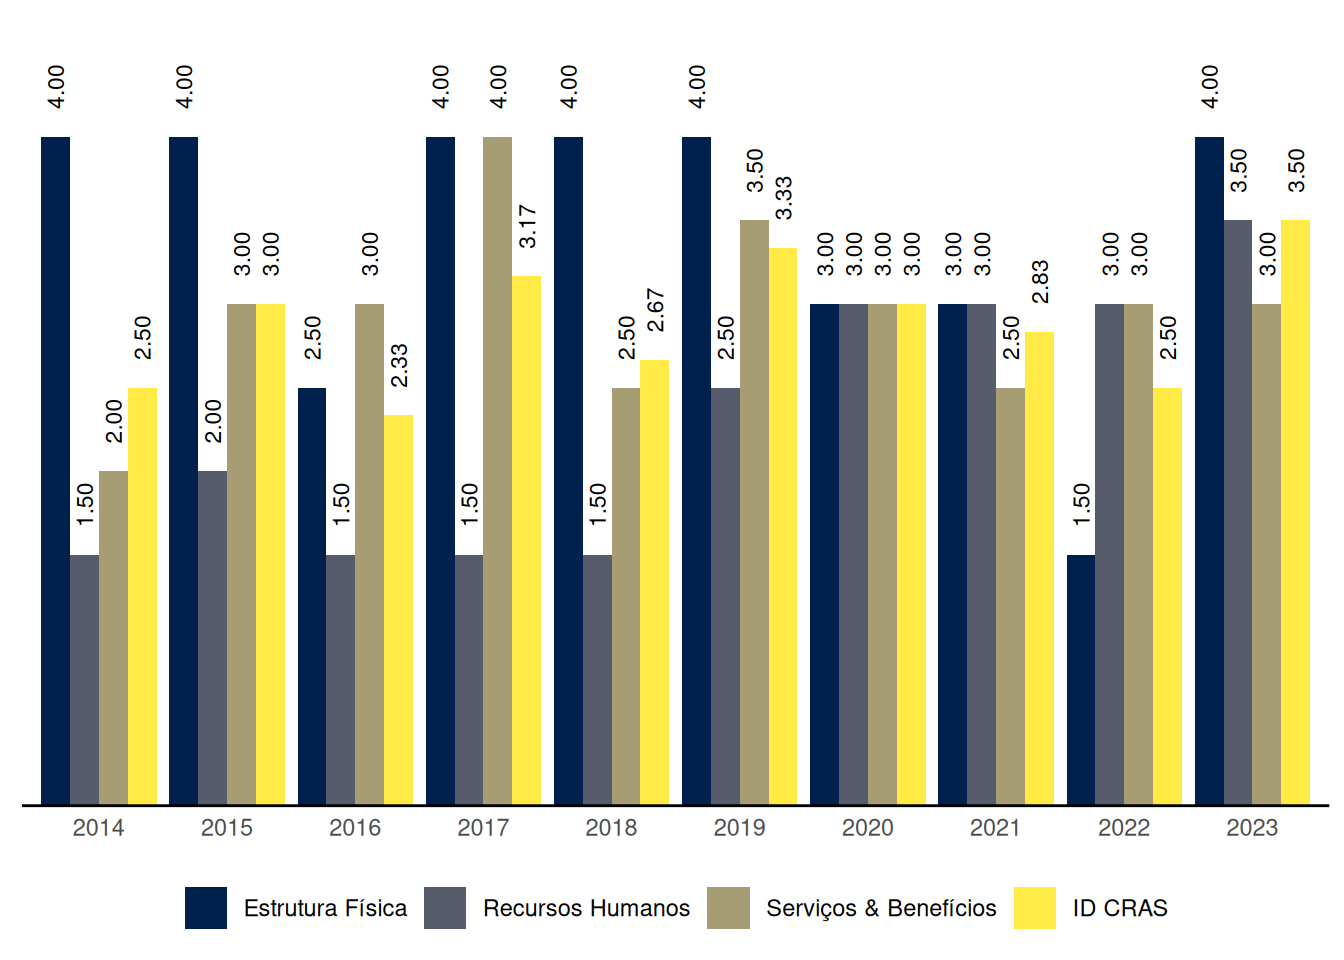 4.00 1.50 2.00 2.50
4.00 2.00 3.00 3.00
2.50 1.50 3.00 2.33
4.00 1.50 4.00 3.17
4.00 1.50 2.50 2.67
4.00 2.50 3.50 3.33
3.00 3.00 3.00 3.00
3.00 3.00 2.50 2.83
1.50 3.00 3.00 2.50
4.00 3.50 3.00 3.50
2014 2015 2016 2017 2018 2019 2020 2021 2022 2023
Estrutura Física Recursos Humanos Serviços & Benefícios ID CRAS